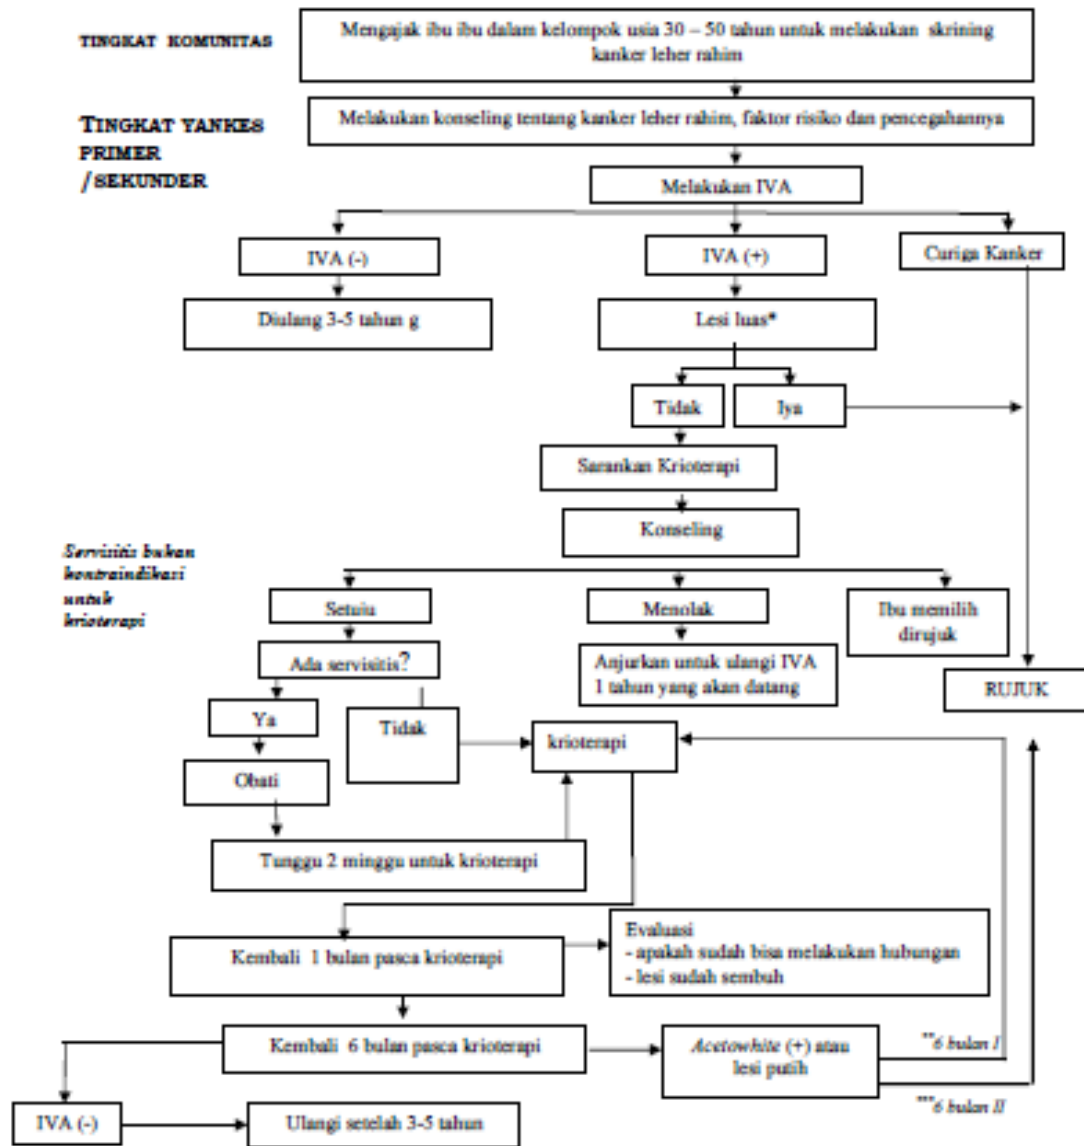 TINGKAT KOMUNITAS
Mengajak ibu ibu dalam kelompok usia 30 – 50 tahun untuk melakukan skrining
kanker leher rahim
TINGKAT YANKES
PRIMER
/SEKUNDER
Melakukan konseling tentang kanker leher rahim, faktor risiko dan pencegahannya
Melakukan IVA
IVA (-)
IVA (+)
Curiga Kanker
Diulang 3-5 tahun g
Lesi luas*
Tidak
Iya
Sarankan Krioterapi
Konseling
Servisitis bukan
kontraindikasi
untuk
krioterapi
Setuiu
Menolak
Ibu memilih
dirujuk
Ada servisitis?
Anjurkan untuk ulangi IVA
1 tahun yang akan datang
RUJUK
Ya
Tidak
krioterapi
Obati
Tunggu 2 minggu untuk krioterapi
Evaluasi
- apakah sudah bisa melakukan hubungan
- lesi sudah sembuh
Kembali 1 bulan pasca krioterapi
Kembali 6 bulan pasca krioterapi
Acetowhite (+) atau
lesi putih
**6 bulan I
***6 bulan II
IVA (-)
Ulangi setelah 3-5 tahun